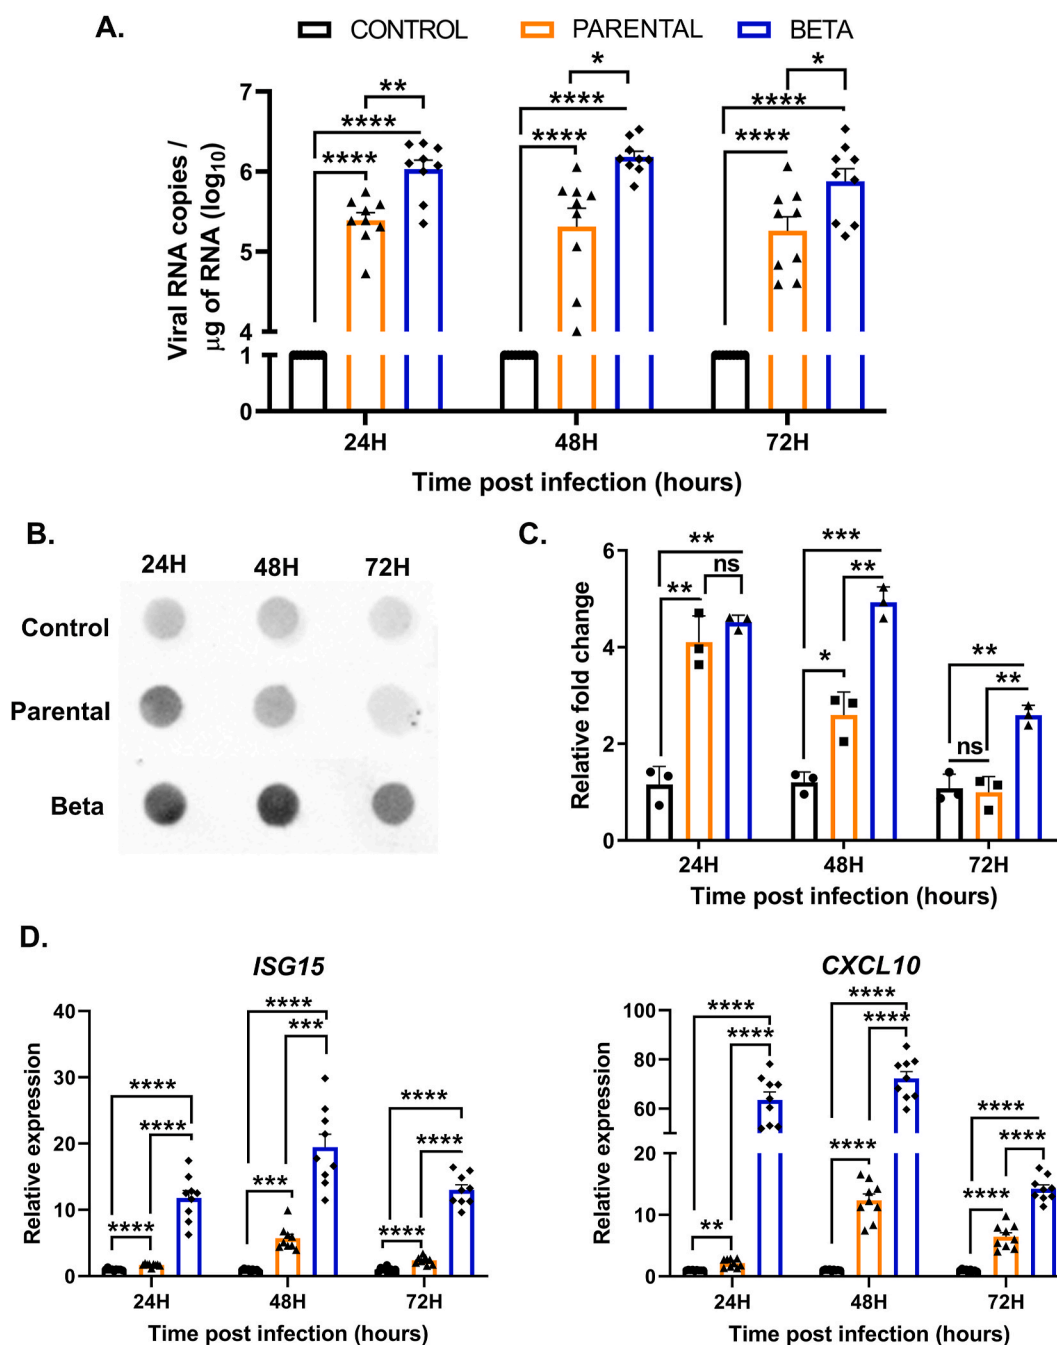 A.
CONTROL PARENTAL BETA
Viral RNA copies /
µg of RNA (log10)
7
6
5
4
1
0
**
****
****
*
****
****
*
****
****
24H 48H 72H
Time post infection (hours)
B.
24H 48H 72H
Control
Parental
Beta
C.
Relative fold change
6
4
2
0
**
ns
**
***
**
*
**
**
ns
24H 48H 72H
Time post infection (hours)
D.
ISG15
Relative expression
40
30
20
10
0
****
****
****
****
***
***
****
****
****
24H 48H 72H
Time post infection (hours)
CXCL10
Relative expression
100
80
60
20
10
0
****
****
**
****
****
****
****
****
****
24H 48H 72H
Time post infection (hours)